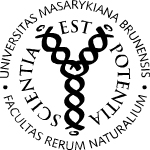 UNIVERSITAS MASARYKIANA BRUNENSIS
• FACULTAS RERUM NATURALIUM •
SCIENTIA
EST
POTENTIA